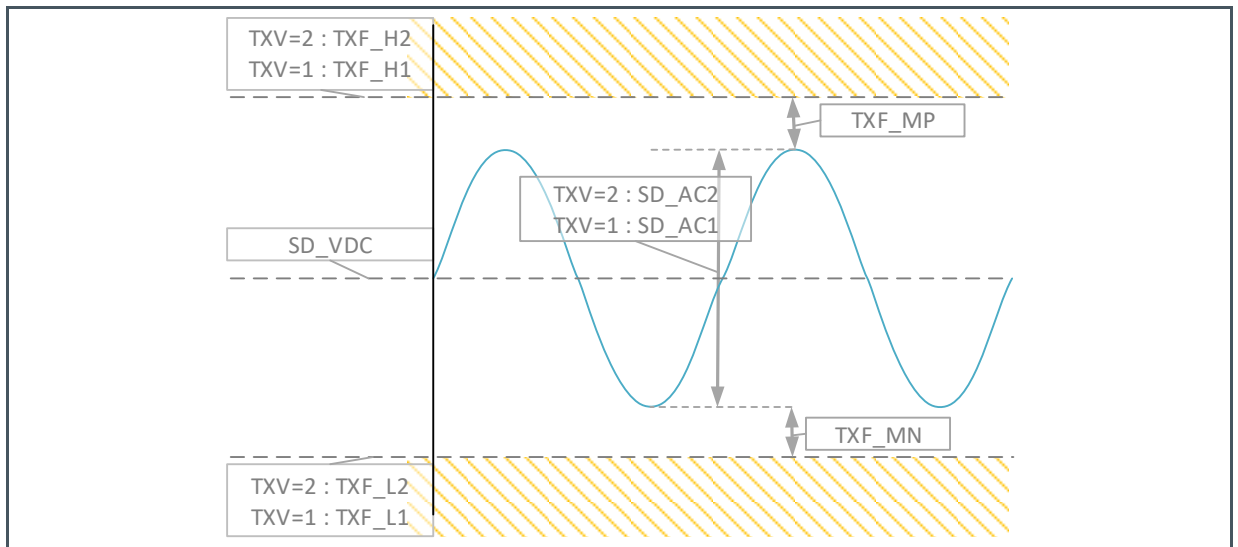 TXV=2 : TXF_H2
TXV=1 : TXF_H1
TXF_MP
TXV=2 : SD_AC2
TXV=1 : SD_AC1
SD_VDC
TXF_MN
TXV=2 : TXF_L2
TXV=1 : TXF_L1